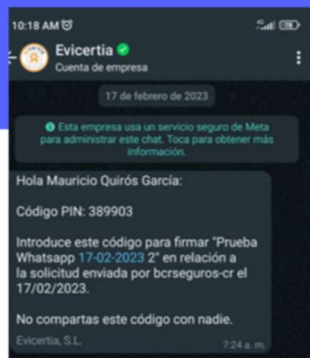 10:18 AM
Evicertia
Cuenta de empresa
17 de febrero de 2023
Esta empresa usa un servicio seguro de Meta
para administrar este chat. Toca para obtener más
información.
Hola Mauricio Quirós García:
Código PIN: 389903
Introduce este código para firmar "Prueba
Whatsapp 17-02-2023 2" en relación a
la solicitud enviada por bcrseguros-cr el
17/02/2023.
No compartas este código con nadie.
Evicertia, S.L.
7:24 a. m.